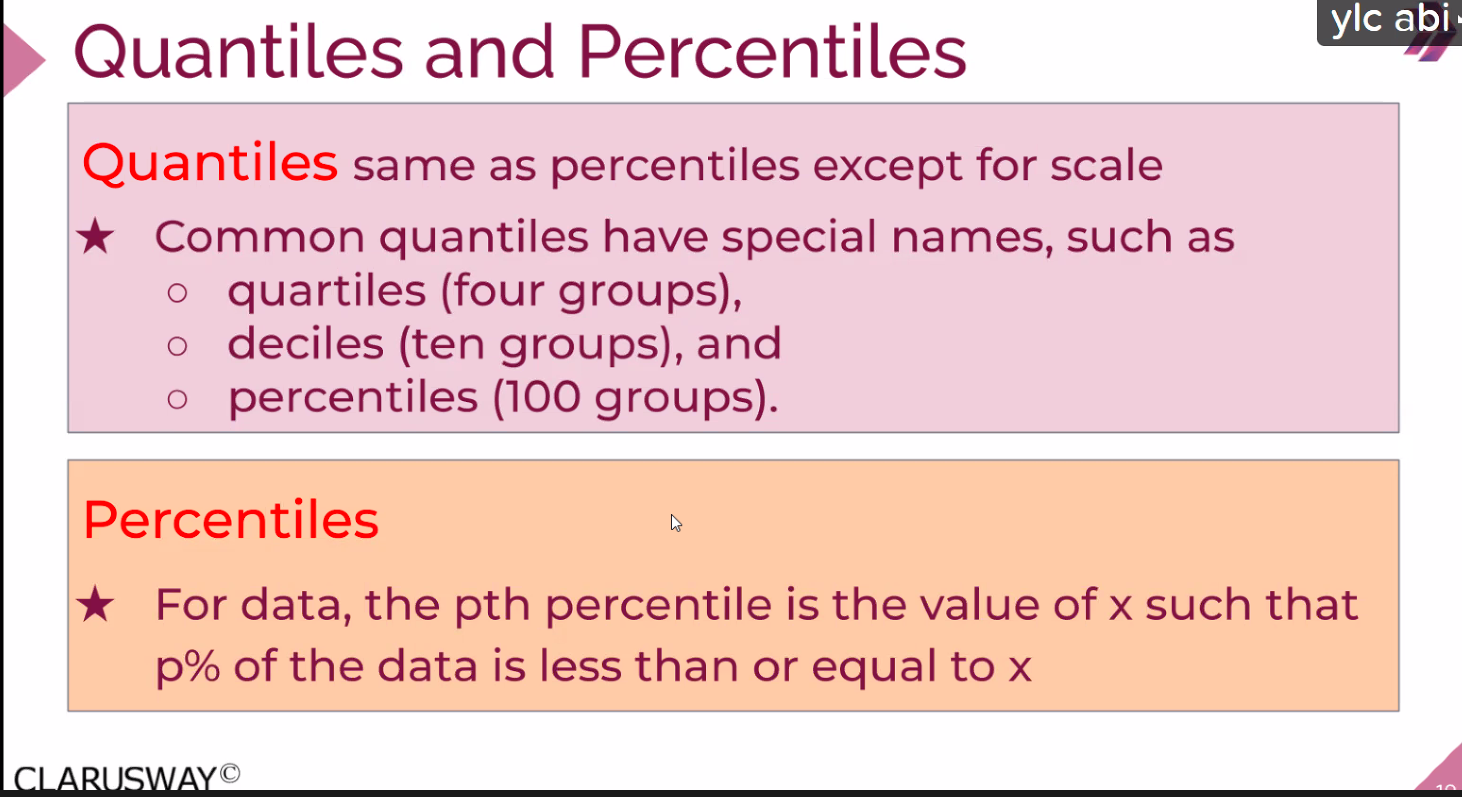 ylc abi
Quantiles and Percentiles
Quantiles same as percentiles except for scale
★ Common quantiles have special names, such as
○ quartiles (four groups),
○ deciles (ten groups), and
○ percentiles (100 groups).
Percentiles
★ For data, the pth percentile is the value of x such that
p% of the data is less than or equal to x
CLARUSWAY©